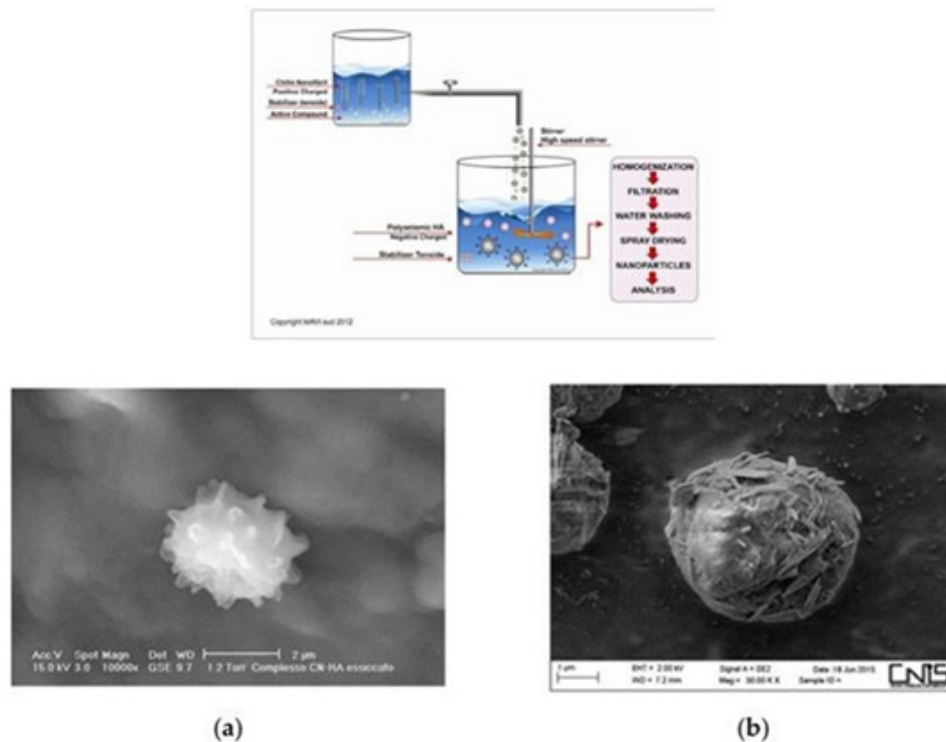 Chitin Nanofibril
Positive Charged
Stabilizer
Active Compound
Stirrer
High speed stirrer
Polyanionic HA
Negative Charged
Stabilizer
HOMOGENIZATION
FILTRATION
WATER WASHING
SPRAY DRYING
NANOPARTICLES
ANALYSIS
Copyright MAVI sud 2012
Acc.V Spot Magn Det WD 2 µm
15.0 kV 3.0 10000x GSE 9.7 1.2 Torr Complesso CN-HA essiccato
1 µm EHT = 2.00 kV Signal A = SE2 Date :18 Jun 2015 CNIS
WD = 7.2 mm Mag = 30.00 K X Sample ID =
(a) (b)